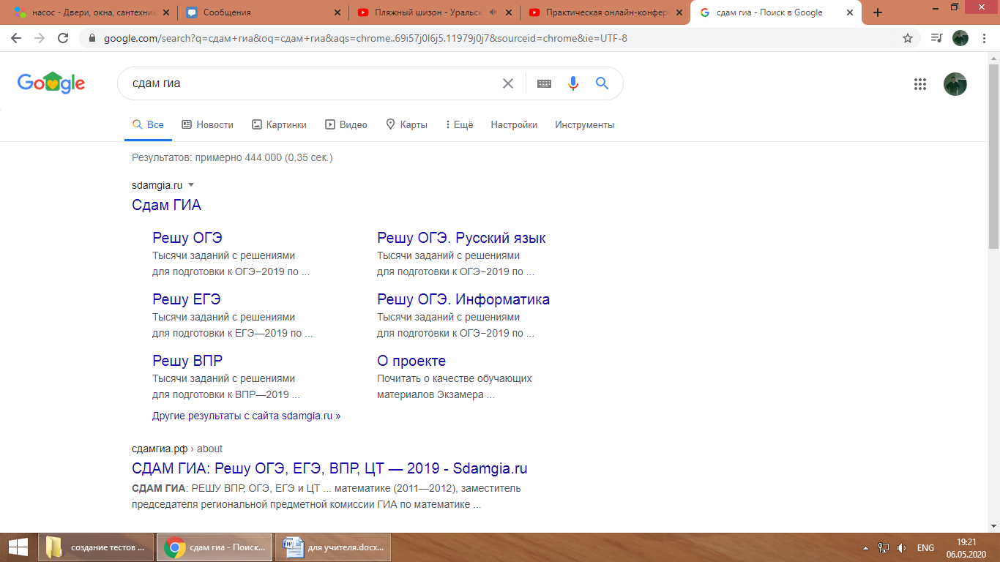 насос - Двери, окна, сантехник
Сообщения
Пляжный шизон - Уральск
Практическая онлайн-конфер
сдам гиа - Поиск в Google
google.com/search?q=сдам+гиа&oq=сдам+гиа&aqs=chrome..69i57j0l6j5.11979j0j7&sourceid=chrome&ie=UTF-8
Google
сдам гиа
Все
Новости
Картинки
Видео
Карты
Ещё
Настройки
Инструменты
Результатов: примерно 444 000 (0,35 сек.)
sdamgia.ru
Сдам ГИА
Решу ОГЭ
Тысячи заданий с решениями
для подготовки к ОГЭ−2019 по ...
Решу ОГЭ. Русский язык
Тысячи заданий с решениями
для подготовки к ОГЭ−2019 по ...
Решу ЕГЭ
Тысячи заданий с решениями
для подготовки к ЕГЭ—2019 по ...
Решу ОГЭ. Информатика
Тысячи заданий с решениями
для подготовки к ОГЭ−2019 по ...
Решу ВПР
Тысячи заданий с решениями
для подготовки к ВПР—2019 ...
О проекте
Почитать о качестве обучающих
материалов Экзамера ...
Другие результаты с сайта sdamgia.ru »
сдамгиа.рф › about
СДАМ ГИА: Решу ОГЭ, ЕГЭ, ВПР, ЦТ — 2019 - Sdamgia.ru
СДАМ ГИА: РЕШУ ВПР, ОГЭ, ЕГЭ и ЦТ ... математике (2011—2012), заместитель
председателя региональной предметной комиссии ГИА по математике ...
создание тестов ...
сдам гиа - Поиск...
для учителя.docx...
ENG
19:21
06.05.2020